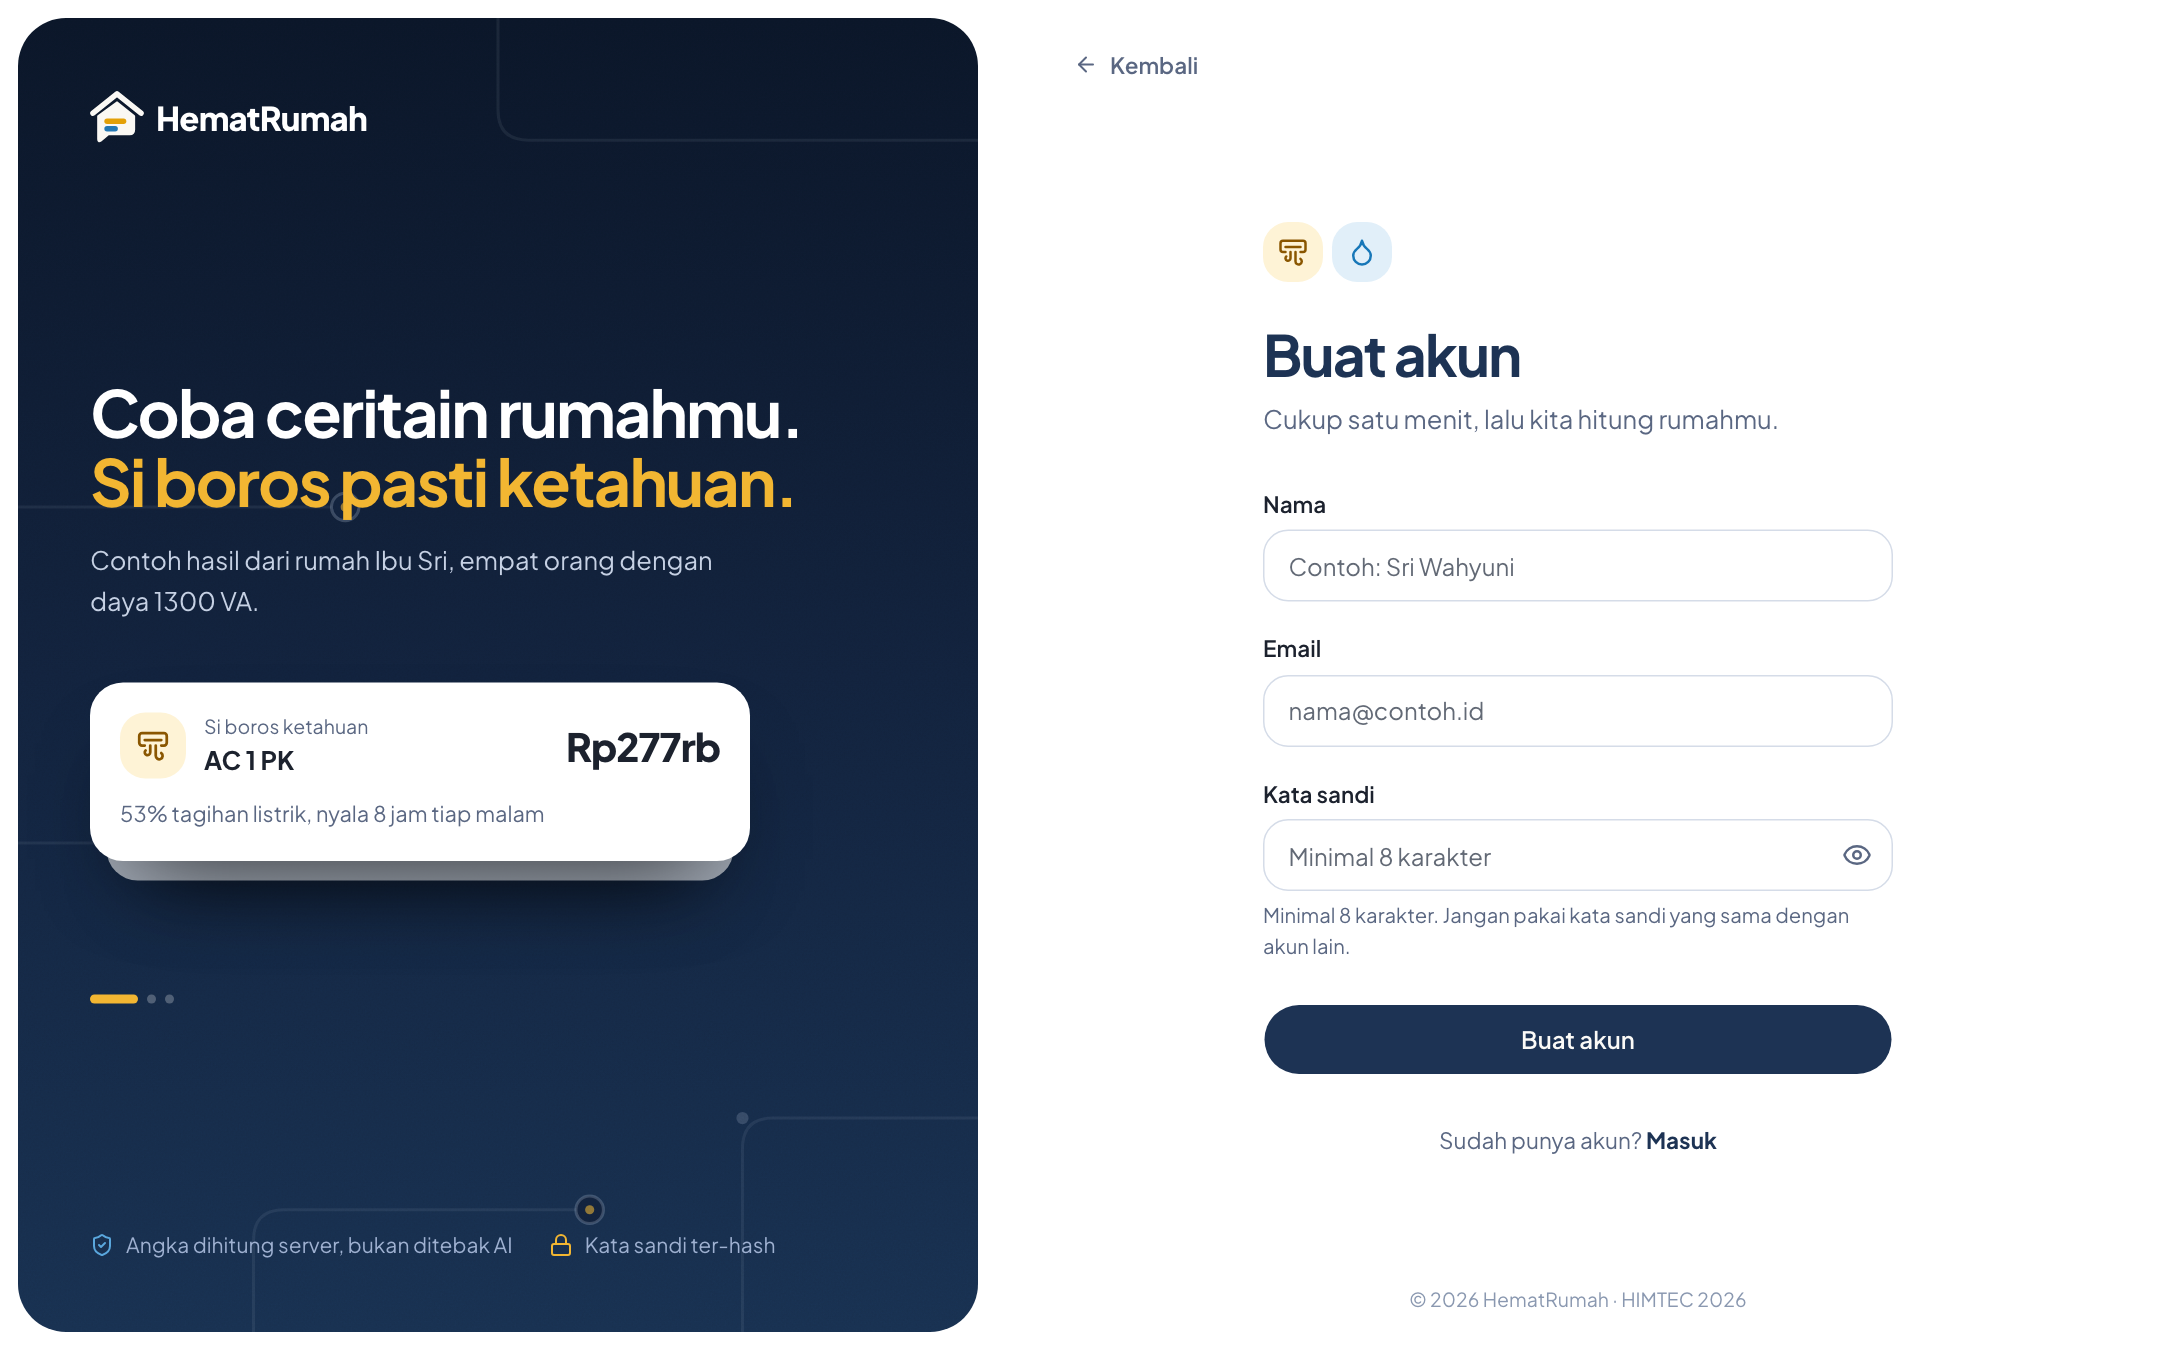 HematRumah
Coba ceritain rumahmu.
Si boros pasti ketahuan.
Contoh hasil dari rumah Ibu Sri, empat orang dengan
daya 1300 VA.
Si boros ketahuan
AC 1 PK
Rp277rb
53% tagihan listrik, nyala 8 jam tiap malam
Angka dihitung server, bukan ditebak AI
Kata sandi ter-hash
Kembali
Buat akun
Cukup satu menit, lalu kita hitung rumahmu.
Nama
Contoh: Sri Wahyuni
Email
nama@contoh.id
Kata sandi
Minimal 8 karakter
Minimal 8 karakter. Jangan pakai kata sandi yang sama dengan
akun lain.
Buat akun
Sudah punya akun? Masuk
© 2026 HematRumah · HIMTEC 2026